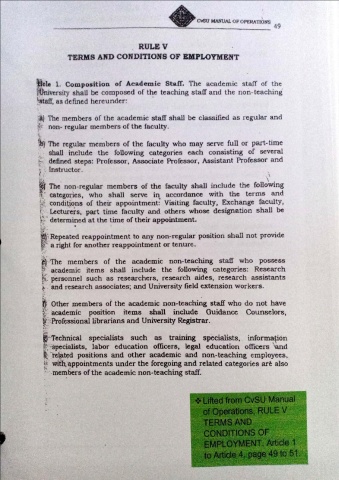 CvSU MANUAL OF OPERATIONS
49
RULE V
TERMS AND CONDITIONS OF EMPLOYMENT
1. Composition of Academic Staff. The academic staff of the
University shall be composed of the teaching staff and the non-teaching
staff, as defined hereunder:
a) The members of the academic staff shall be classified as regular and
non- regular members of the faculty.
b) The regular members of the faculty who may serve full or part-time
shall include the following categories each consisting of several
defined steps: Professor, Associate Professor, Assistant Professor and
Instructor.
The non-regular members of the faculty shall include the following
categories, who shall serve in accordance with the terms and
conditions of their appointment: Visiting faculty, Exchange faculty,
Lecturers, part time faculty and others whose designation shall be
determined at the time of their appointment.
Repeated reappointment to any non-regular position shall not provide
a right for another reappointment or tenure.
The members of the academic non-teaching staff who possess
academic items shall include the following categories: Research
personnel such as researchers, research aides, research assistants
and research associates; and University field extension workers.
Other members of the academic non-teaching staff who do not have
academic position items shall include Guidance Counselors,
Professional librarians and University Registrar.
Technical specialists such as training specialists, information
specialists, labor education officers, legal education officers and
related positions and other academic and non-teaching employees,
with appointments under the foregoing and related categories are also
members of the academic non-teaching staff.
❖ Lifted from CvSU Manual
of Operations, RULE V
TERMS AND
CONDITIONS OF
EMPLOYMENT, Article 1
to Article 4, page 49 to 51.